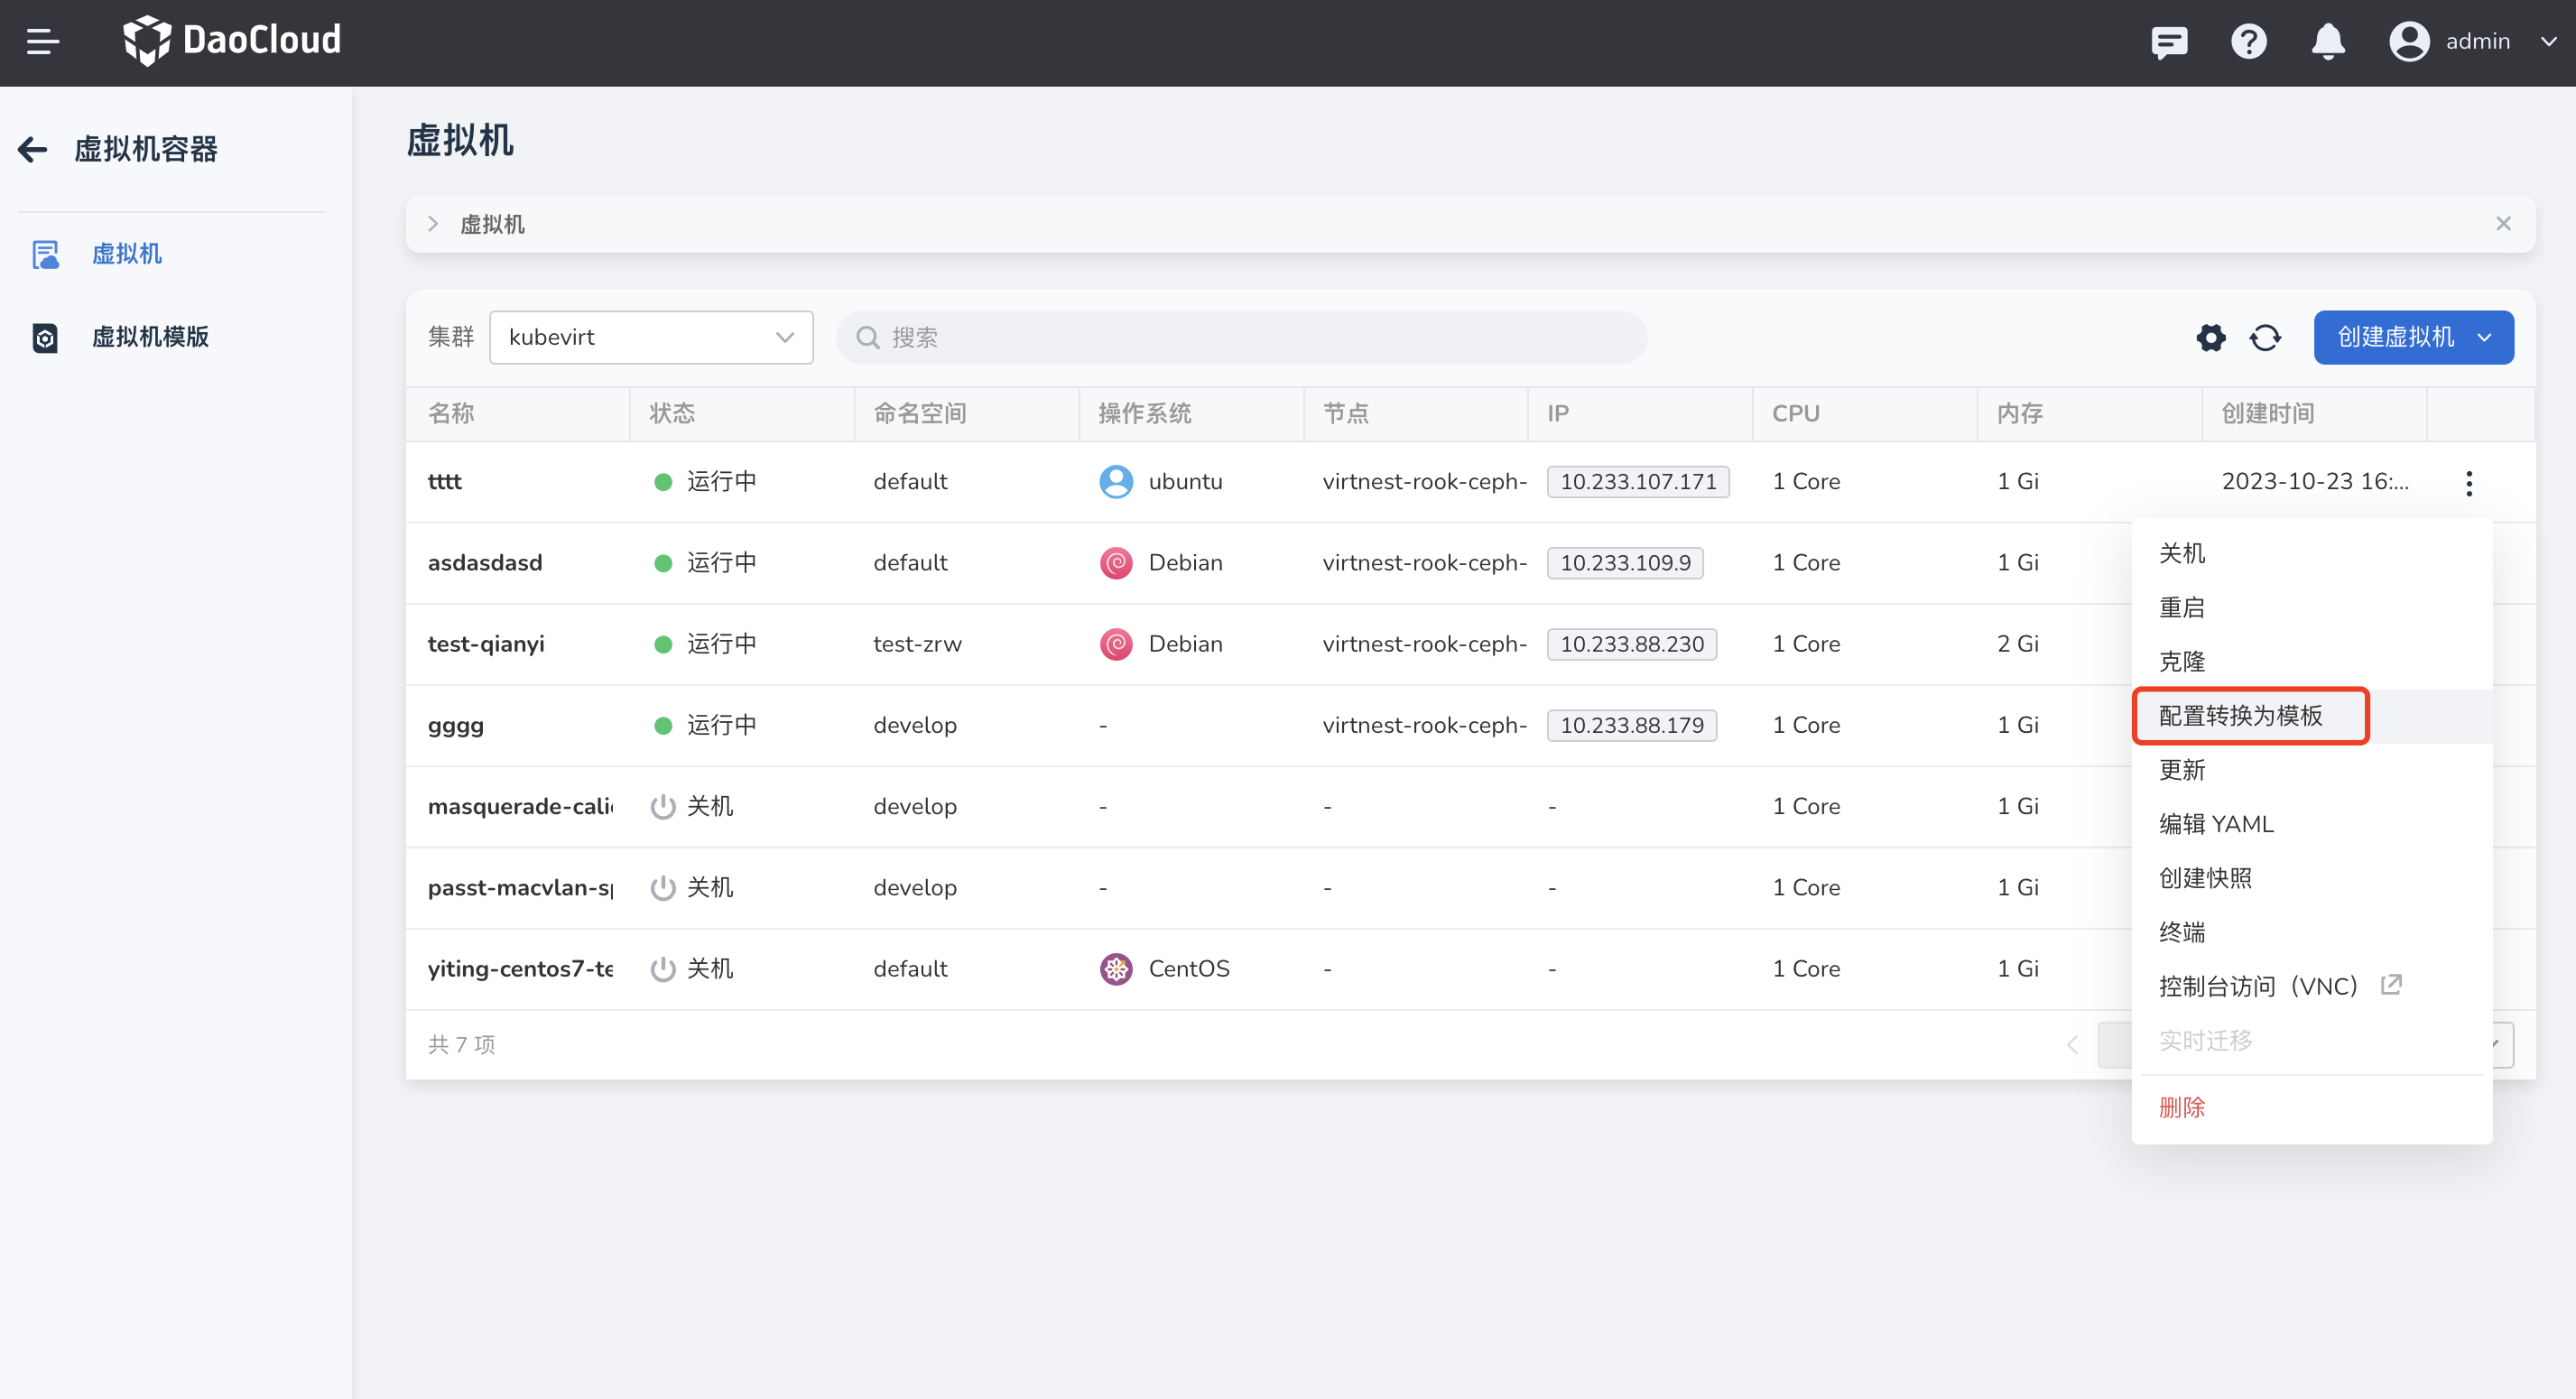 DaoCloud
admin
虚拟机容器
虚拟机
虚拟机模版
虚拟机
虚拟机
集群 kubevirt 搜索 创建虚拟机
名称 状态 命名空间 操作系统 节点 IP CPU 内存 创建时间
tttt 运行中 default ubuntu virtnest-rook-ceph- 10.233.107.171 1 Core 1 Gi 2023-10-23 16:...
asdasdasd 运行中 default Debian virtnest-rook-ceph- 10.233.109.9 1 Core 1 Gi
test-qianyi 运行中 test-zrw Debian virtnest-rook-ceph- 10.233.88.230 1 Core 2 Gi
gggg 运行中 develop - virtnest-rook-ceph- 10.233.88.179 1 Core 1 Gi
masquerade-cali 关机 develop - - - 1 Core 1 Gi
passt-macvlan-s 关机 develop - - - 1 Core 1 Gi
yiting-centos7-te 关机 default CentOS - - 1 Core 1 Gi
共 7 项
关机
重启
克隆
配置转换为模板
更新
编辑 YAML
创建快照
终端
控制台访问（VNC）
实时迁移
删除